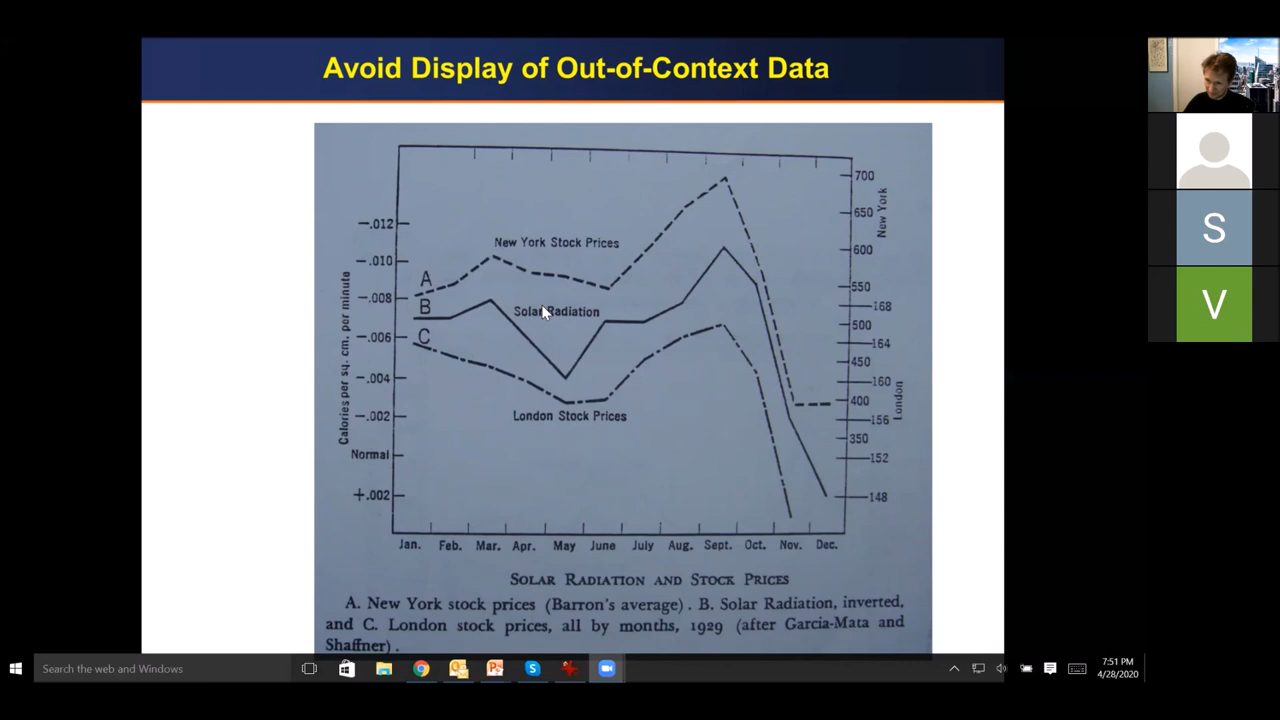 Avoid Display of Out-of-Context Data
New York Stock Prices
A
B
Solar Radiation
C
London Stock Prices
Calories per sq. cm. per minute
-.012
-.010
-.008
-.006
-.004
-.002
Normal
+.002
700
650
600
550
168
500
164
450
160
400
156
350
152
148
New York
London
Jan. Feb. Mar. Apr. May June July Aug. Sept. Oct. Nov. Dec.
SOLAR RADIATION AND STOCK PRICES
A. New York stock prices (Barron's average). B. Solar Radiation, inverted,
and C. London stock prices, all by months, 1929 (after Garcia-Mata and
Shaffner).
S
V
Search the web and Windows
7:51 PM
4/28/2020